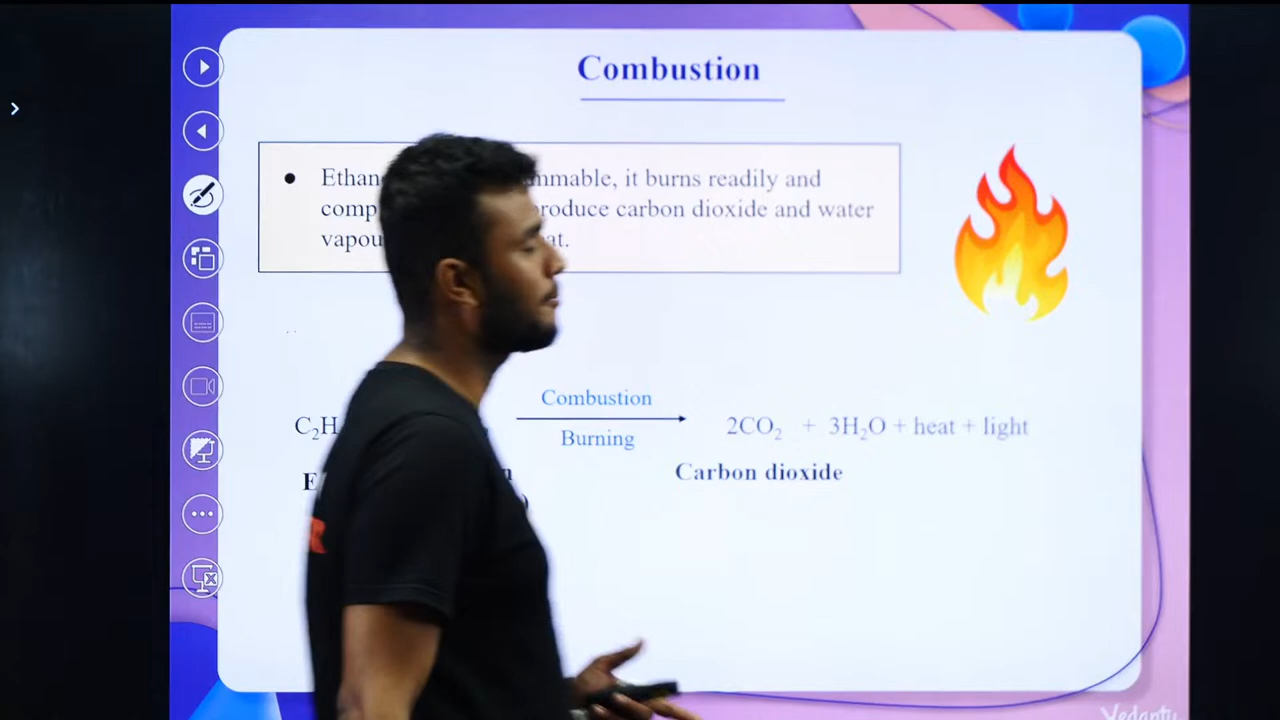 Combustion
● Ethan mmable, it burns readily and
comp roduce carbon dioxide and water
vapou at.
Combustion
C₂H 2CO₂ + 3H₂O + heat + light
Burning
E n Carbon dioxide
)
R
Vedantu